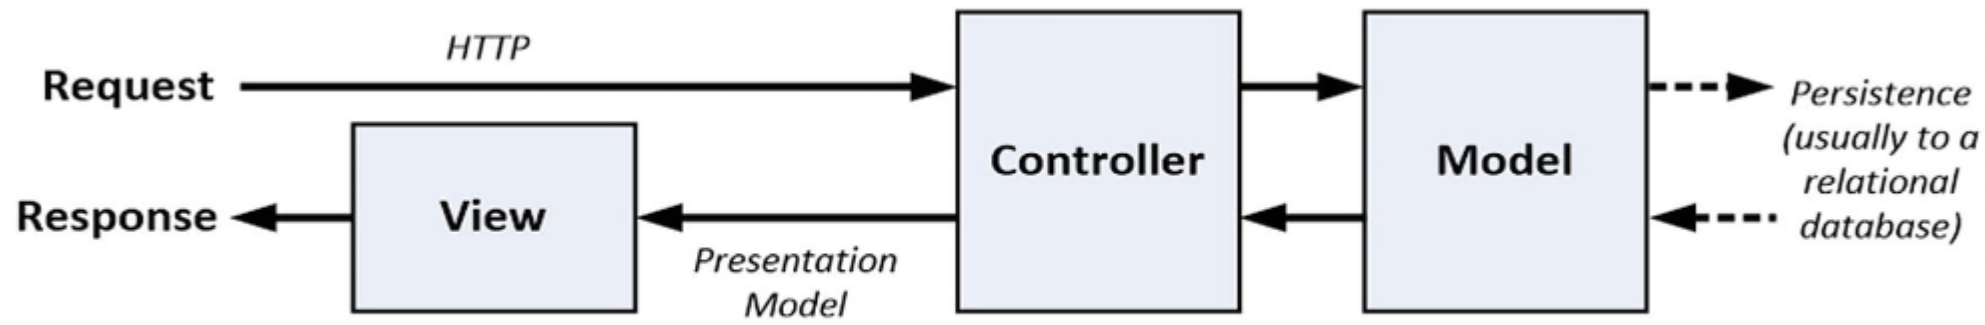 HTTP
Request
Controller
Model
Persistence
(usually to a
relational
database)
Response
View
Presentation
Model